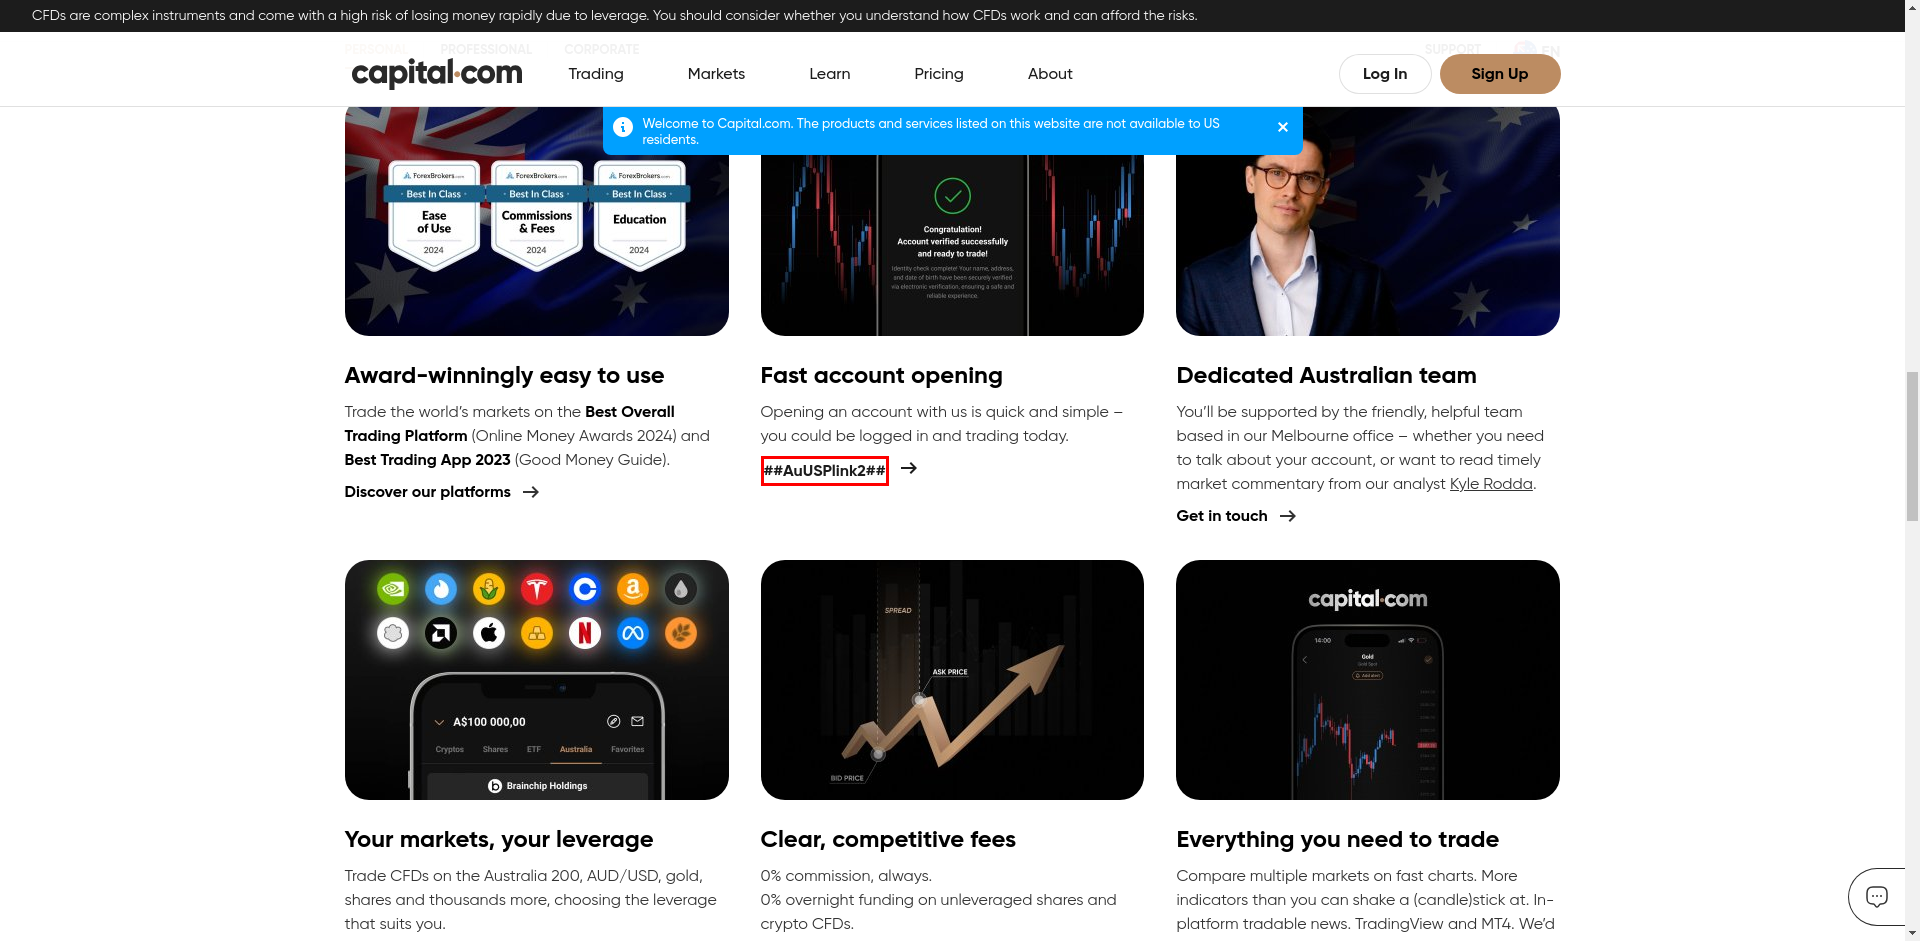 CFDs are complex instruments and come with a high risk of losing money rapidly due to leverage. You should consider whether you understand how CFDs work and can afford the risks.
PERSONAL PROFESSIONAL CORPORATE SUPPORT EN
capital.com Trading Markets Learn Pricing About Log In Sign Up
Welcome to Capital.com. The products and services listed on this website are not available to US
residents.
ForexBrokers.com ForexBrokers.com ForexBrokers.com
· Best In Class · · Best In Class · · Best In Class ·
Ease
of Use
2024
Commissions
& Fees
2024
Education
2024
Congratulation!
Account verified successfully
and ready to trade!
Identity check complete! Your name, address,
and date of birth have been securely verified
via electronic verification, ensuring a safe and
reliable experience.
Award-winningly easy to use
Trade the world’s markets on the Best Overall
Trading Platform (Online Money Awards 2024) and
Best Trading App 2023 (Good Money Guide).
Discover our platforms
Fast account opening
Opening an account with us is quick and simple –
you could be logged in and trading today.
##AuUSPlink2##
Dedicated Australian team
You’ll be supported by the friendly, helpful team
based in our Melbourne office – whether you need
to talk about your account, or want to read timely
market commentary from our analyst Kyle Rodda.
Get in touch
A$100 000,00
Cryptos Shares ETF Australia Favorites
Brainchip Holdings
SPREAD
ASK PRICE
BID PRICE
capital.com
14:00
Gold
Gold Spot
Add alert
Your markets, your leverage
Trade CFDs on the Australia 200, AUD/USD, gold,
shares and thousands more, choosing the leverage
that suits you.
Clear, competitive fees
0% commission, always.
0% overnight funding on unleveraged shares and
crypto CFDs.
Everything you need to trade
Compare multiple markets on fast charts. More
indicators than you can shake a (candle)stick at. In-
platform tradable news. TradingView and MT4. We’d